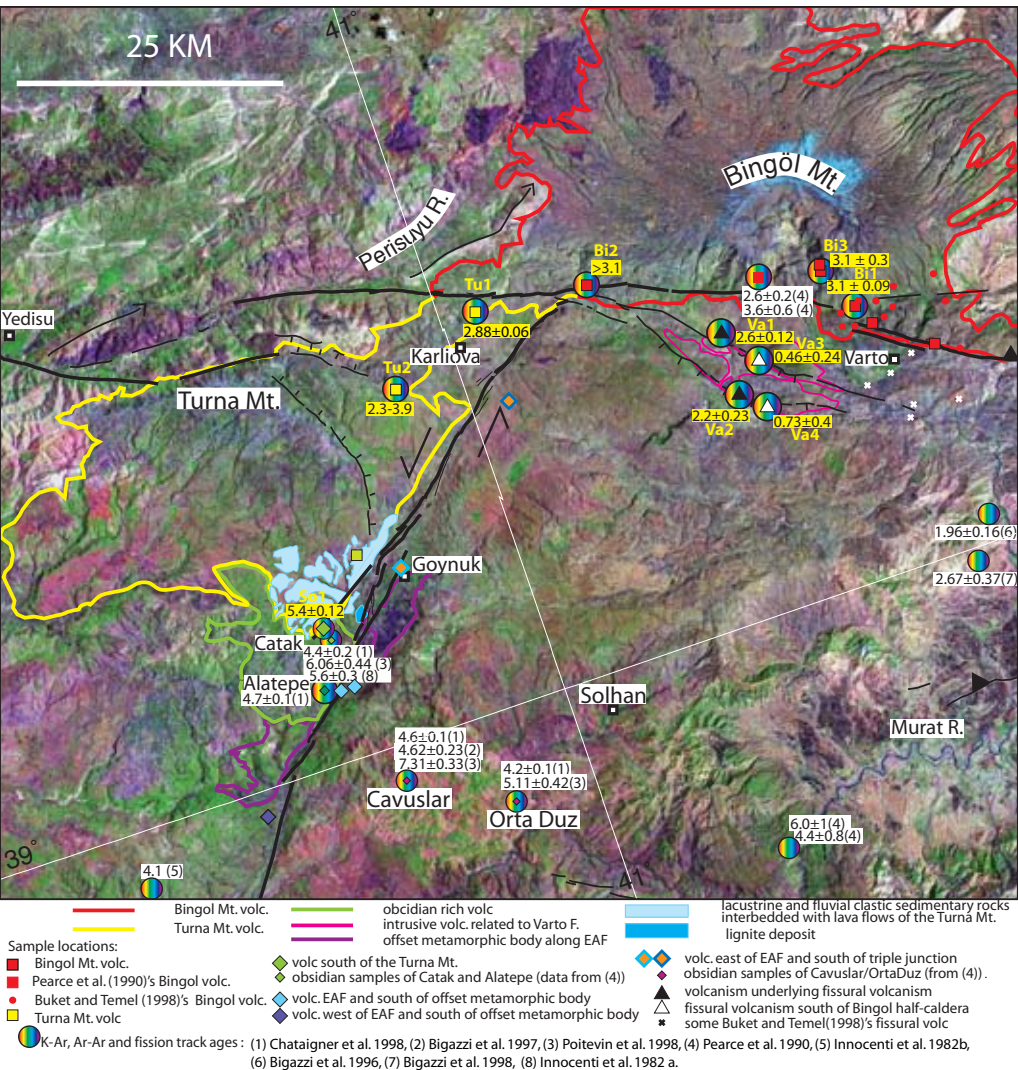 41°
25 KM
Bingöl Mt.
Perisuyu R.
Bi2
>3.1
Bi3
3.1 ± 0.3
Bi1
3.1 ± 0.09
Tu1
2.88±0.06
2.6±0.2(4)
3.6±0.6 (4)
Yedisu
Karliova
Va1
2.6±0.12
Va3
0.46±0.24
Varto
Tu2
2.3-3.9
Turna Mt.
2.2±0.23
Va2
0.73±0.4
Va4
1.96±0.16(6)
2.67±0.37(7)
Goynuk
So1
5.4±0.12
Catak
4.4±0.2 (1)
6.06±0.44 (3)
5.6±0.3 (8)
Alatepe
4.7±0.1(1)
Solhan
Murat R.
4.6±0.1(1)
4.62±0.23(2)
7.31±0.33(3)
Cavuslar
4.2±0.1(1)
5.11±0.42(3)
Orta Duz
6.0±1(4)
4.4±0.8(4)
39°
4.1 (5)
41
Bingol Mt. volc.
Turna Mt. volc.
obcidian rich volc
intrusive volc. related to Varto F.
offset metamorphic body along EAF
lacustrine and fluvial clastic sedimentary rocks
interbedded with lava flows of the Turna Mt.
lignite deposit
Sample locations:
Bingol Mt. volc.
Pearce et al. (1990)'s Bingol volc.
Buket and Temel (1998)'s Bingol volc.
Turna Mt. volc
volc south of the Turna Mt.
obsidian samples of Catak and Alatepe (data from (4))
volc. EAF and south of offset metamorphic body
volc. west of EAF and south of offset metamorphic body
volc. east of EAF and south of triple junction
obsidian samples of Cavuslar/OrtaDuz (from (4)) .
volcanism underlying fissural volcanism
fissural volcanism south of Bingol half-caldera
some Buket and Temel(1998)'s fissural volc
K-Ar, Ar-Ar and fission track ages : (1) Chataigner et al. 1998, (2) Bigazzi et al. 1997, (3) Poitevin et al. 1998, (4) Pearce et al. 1990, (5) Innocenti et al. 1982b,
(6) Bigazzi et al. 1996, (7) Bigazzi et al. 1998, (8) Innocenti et al. 1982 a.